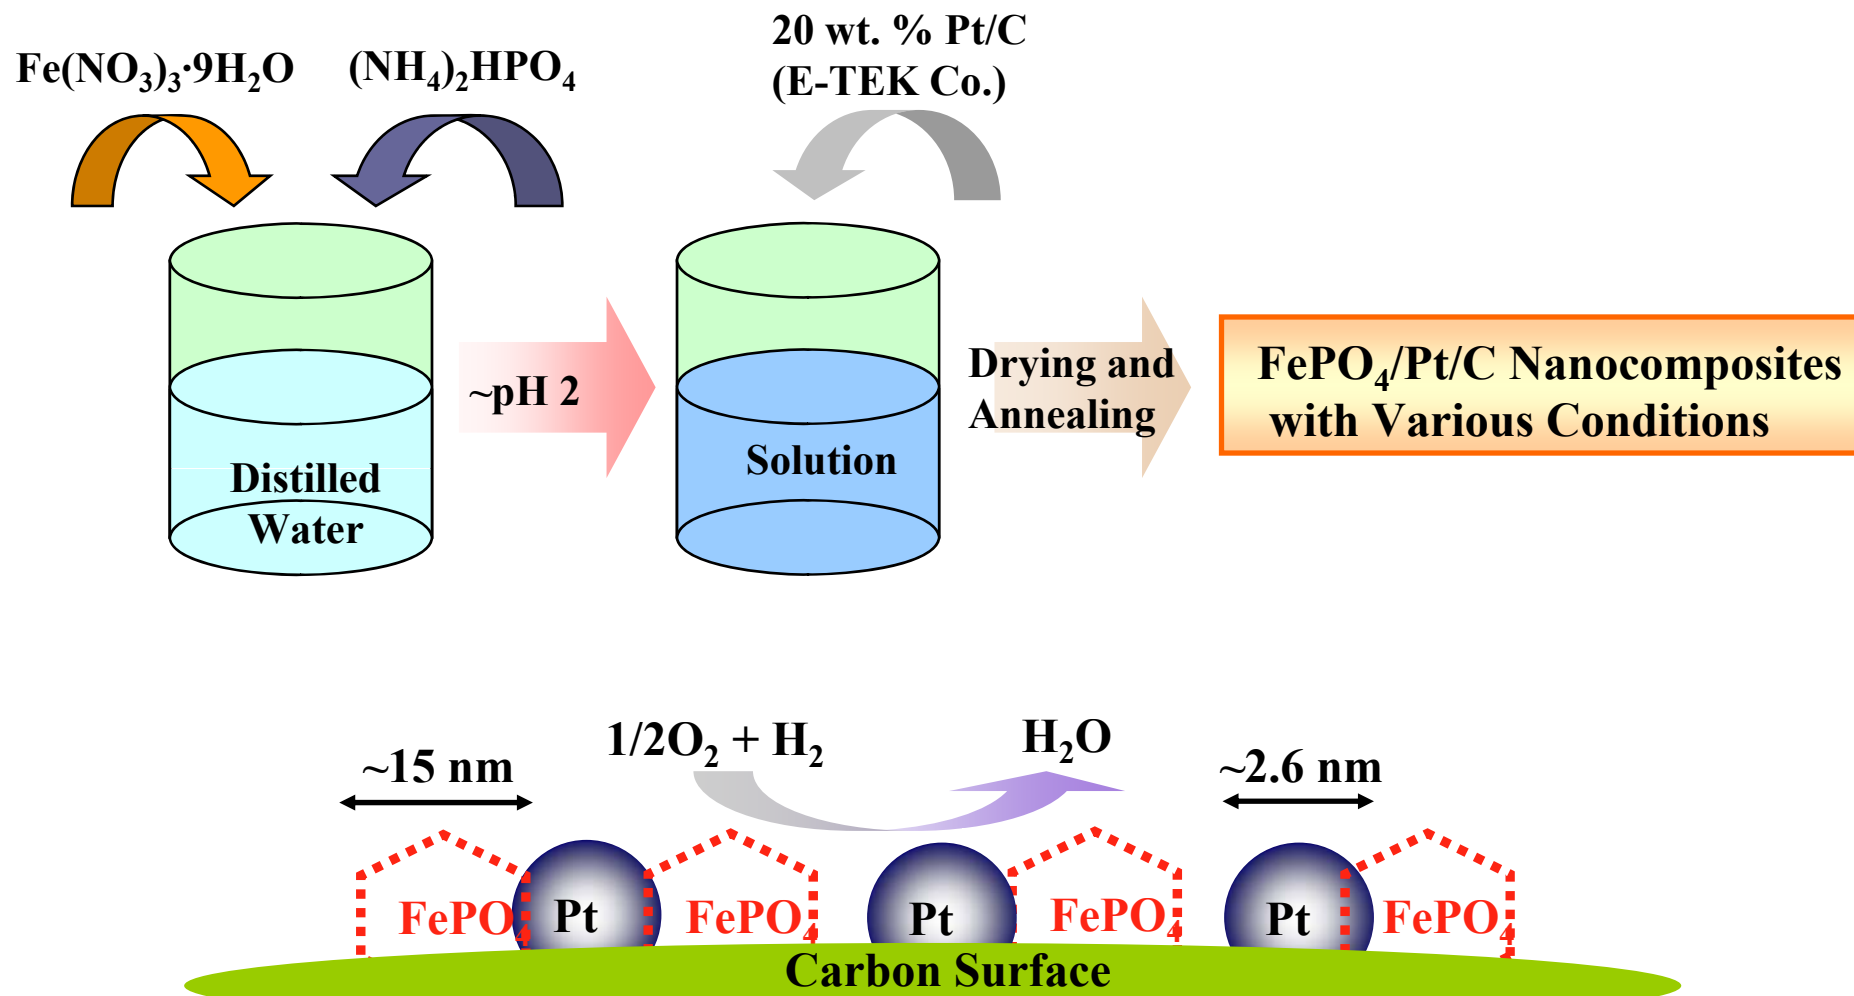 Fe(NO₃)₃·9H₂O
(NH₄)₂HPO₄
20 wt. % Pt/C
(E-TEK Co.)
Distilled
Water
~pH 2
Solution
Drying and
Annealing
FePO₄/Pt/C Nanocomposites
with Various Conditions
~15 nm
1/2O₂ + H₂
H₂O
~2.6 nm
FePO₄
Pt
FePO₄
Pt
FePO₄
Pt
FePO₄
Carbon Surface